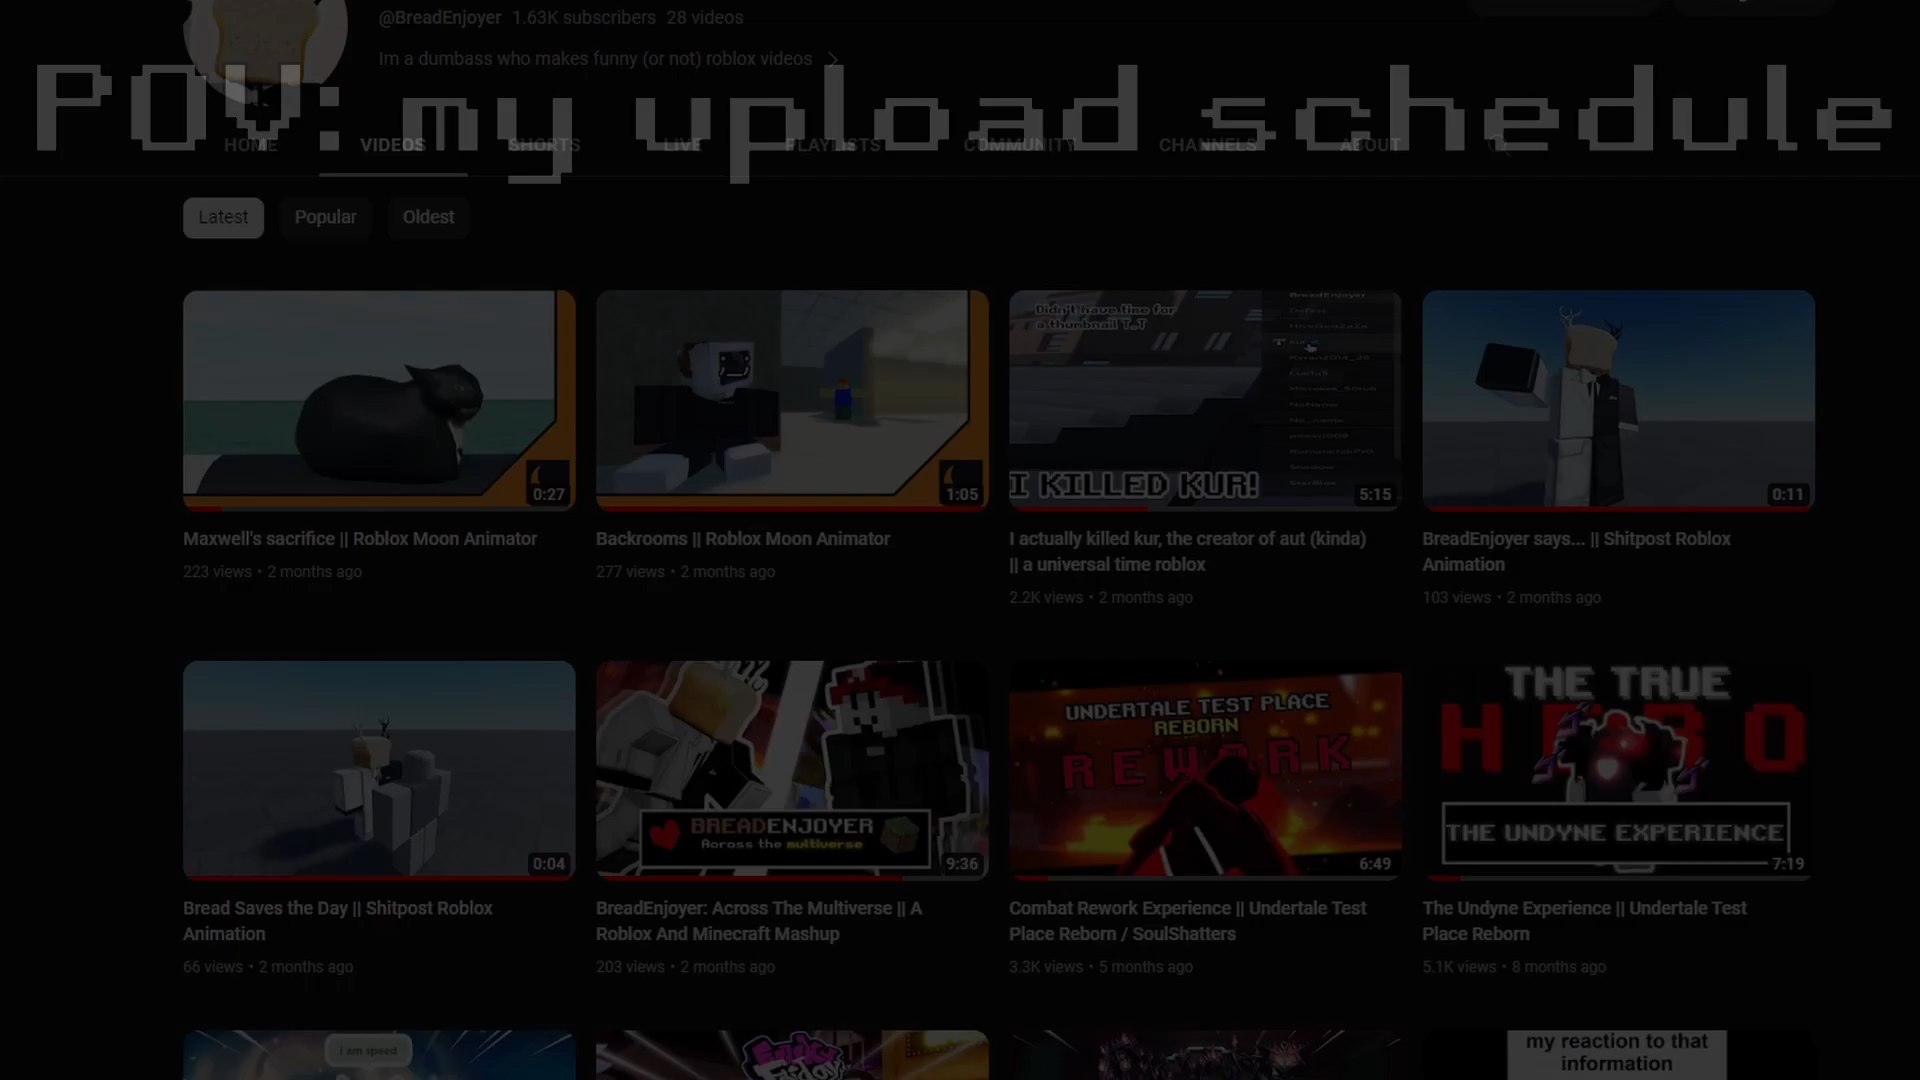 @BreadEnjoyer 1.63K subscribers 28 videos
Im a dumbass who makes funny (or not) roblox videos
POV: my upload schedule
HOME VIDEOS SHORTS LIVE PLAYLISTS COMMUNITY CHANNELS ABOUT
Latest Popular Oldest
Didn't have time for
a thumbnail T_T
BreadEnjoyer
I KILLED KUR!
0:27
1:05
5:15
0:11
Maxwell's sacrifice || Roblox Moon Animator
223 views • 2 months ago
Backrooms || Roblox Moon Animator
277 views • 2 months ago
I actually killed kur, the creator of aut (kinda)
|| a universal time roblox
2.2K views • 2 months ago
BreadEnjoyer says... || Shitpost Roblox
Animation
103 views • 2 months ago
0:04
BREADENJOYER
Across the multiverse
9:36
UNDERTALE TEST PLACE
REBORN
REWORK
6:49
THE TRUE
HERO
THE UNDYNE EXPERIENCE
7:19
Bread Saves the Day || Shitpost Roblox
Animation
66 views • 2 months ago
BreadEnjoyer: Across The Multiverse || A
Roblox And Minecraft Mashup
203 views • 2 months ago
Combat Rework Experience || Undertale Test
Place Reborn / SoulShatters
3.3K views • 5 months ago
The Undyne Experience || Undertale Test
Place Reborn
5.1K views • 8 months ago
i am speed
Funky
Friday
my reaction to that
information